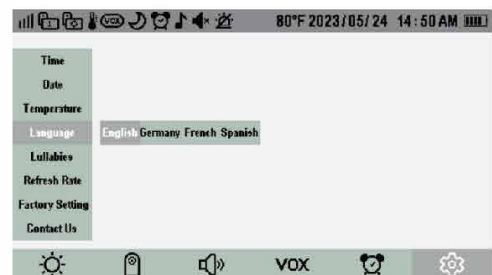 VOX 80°F 2023/05/24 14:50 AM
Time
Date
Temperature
Language English Germany French Spanish
Lullabies
Refresh Rate
Factory Setting
Contact Us
VOX